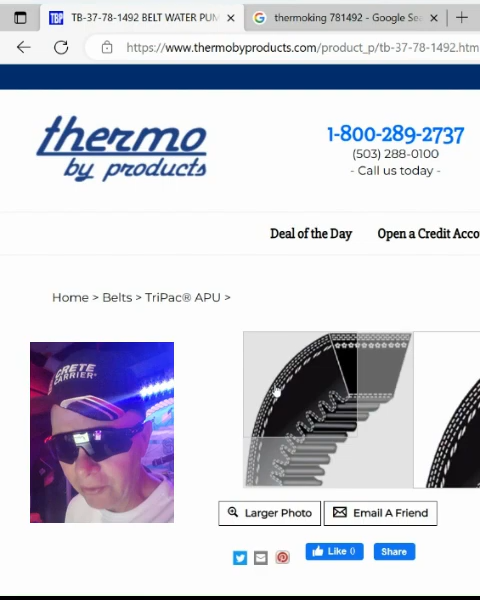 TBP
TB-37-78-1492 BELT WATER PUM
thermoking 781492 - Google Sea
https://www.thermobyproducts.com/product_p/tb-37-78-1492.htm
thermo
by products
1-800-289-2737
(503) 288-0100
- Call us today -
Deal of the Day
Open a Credit Acco
Home > Belts > TriPac® APU >
CRETE
CARRIER
Larger Photo
Email A Friend
Like 0
Share